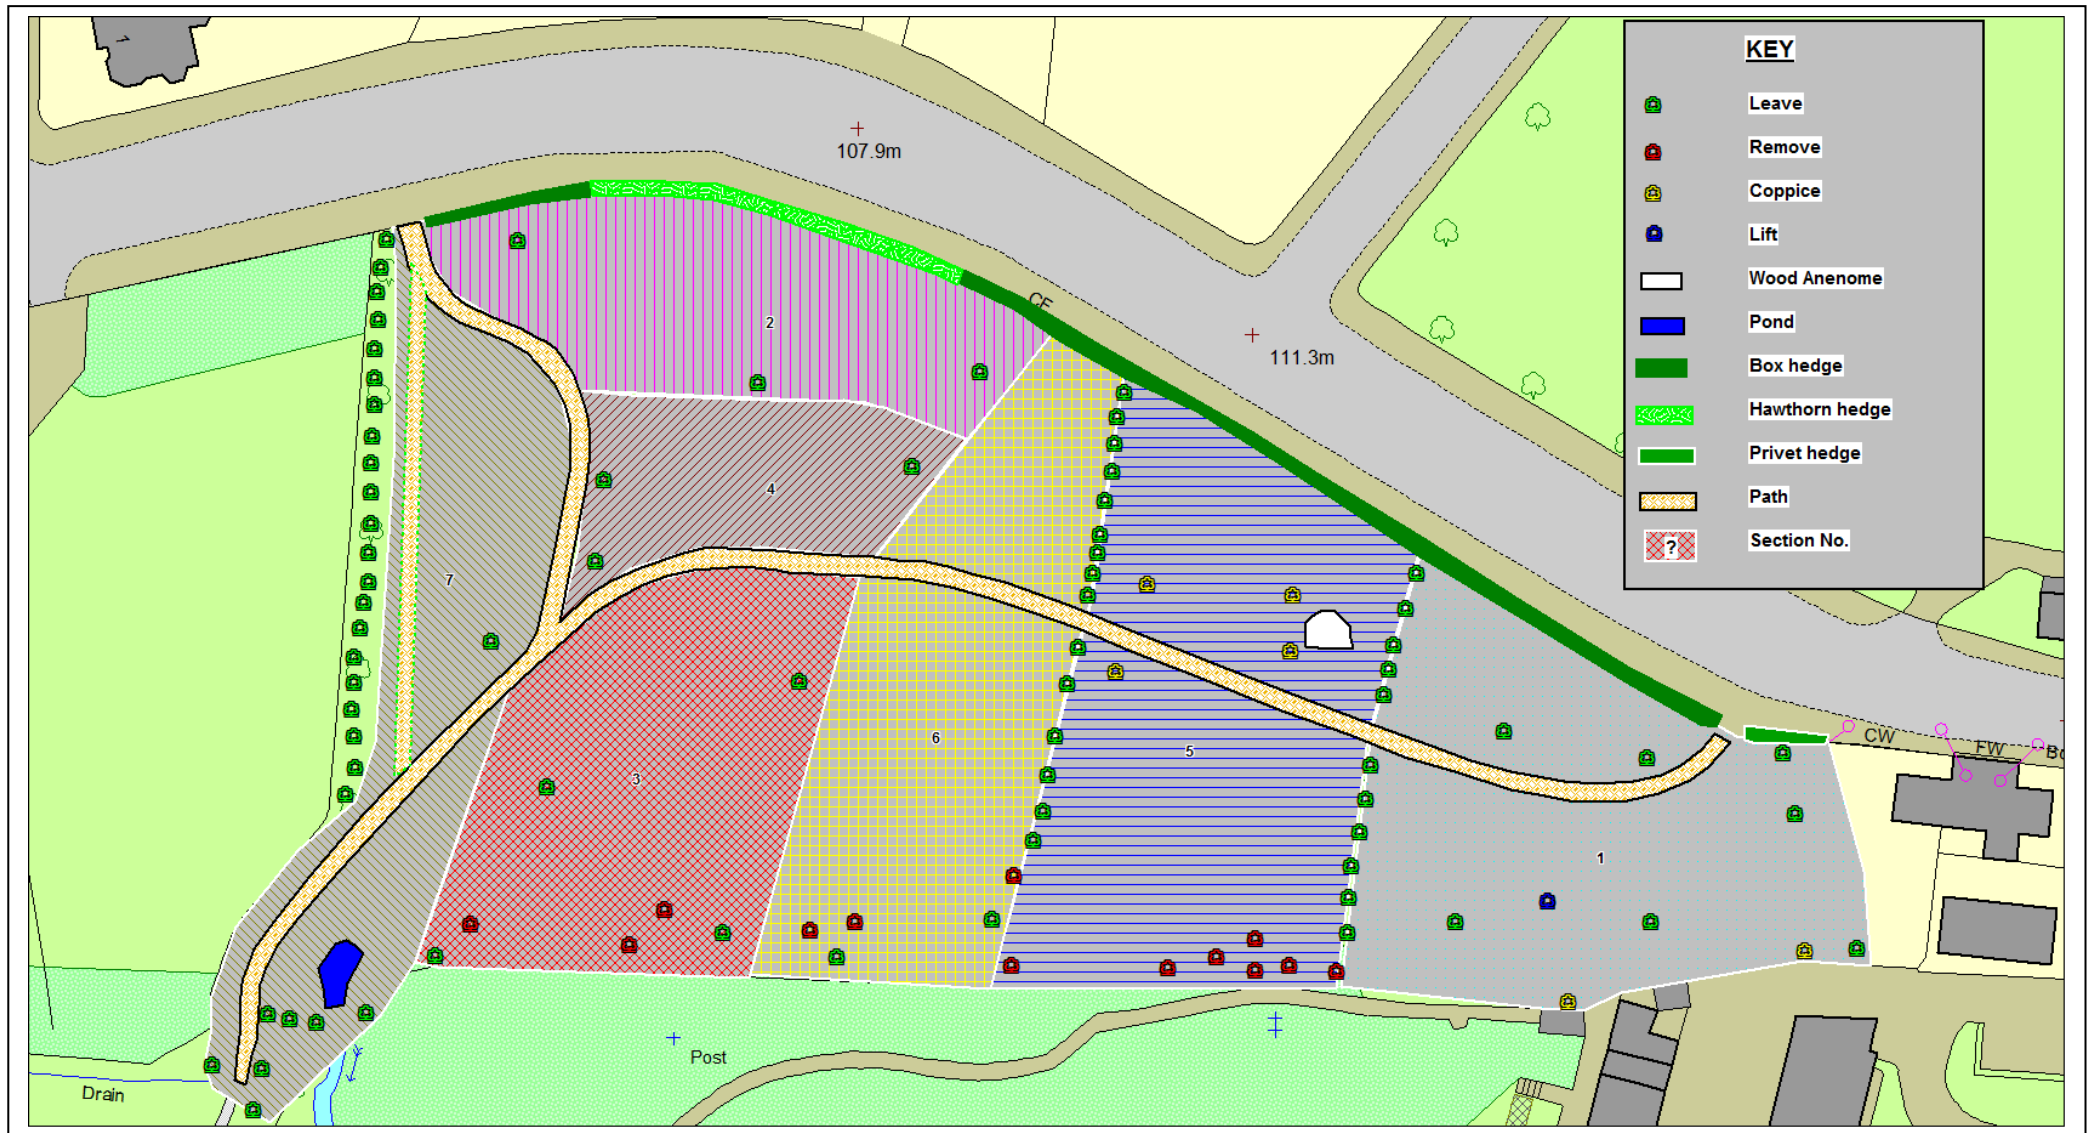 1
107.9m
CF
111.3m
2
4
7
3
6
5
1
CW
FW
Post
Drain
KEY
Leave
Remove
Coppice
Lift
Wood Anenome
Pond
Box hedge
Hawthorn hedge
Privet hedge
Path
? Section No.